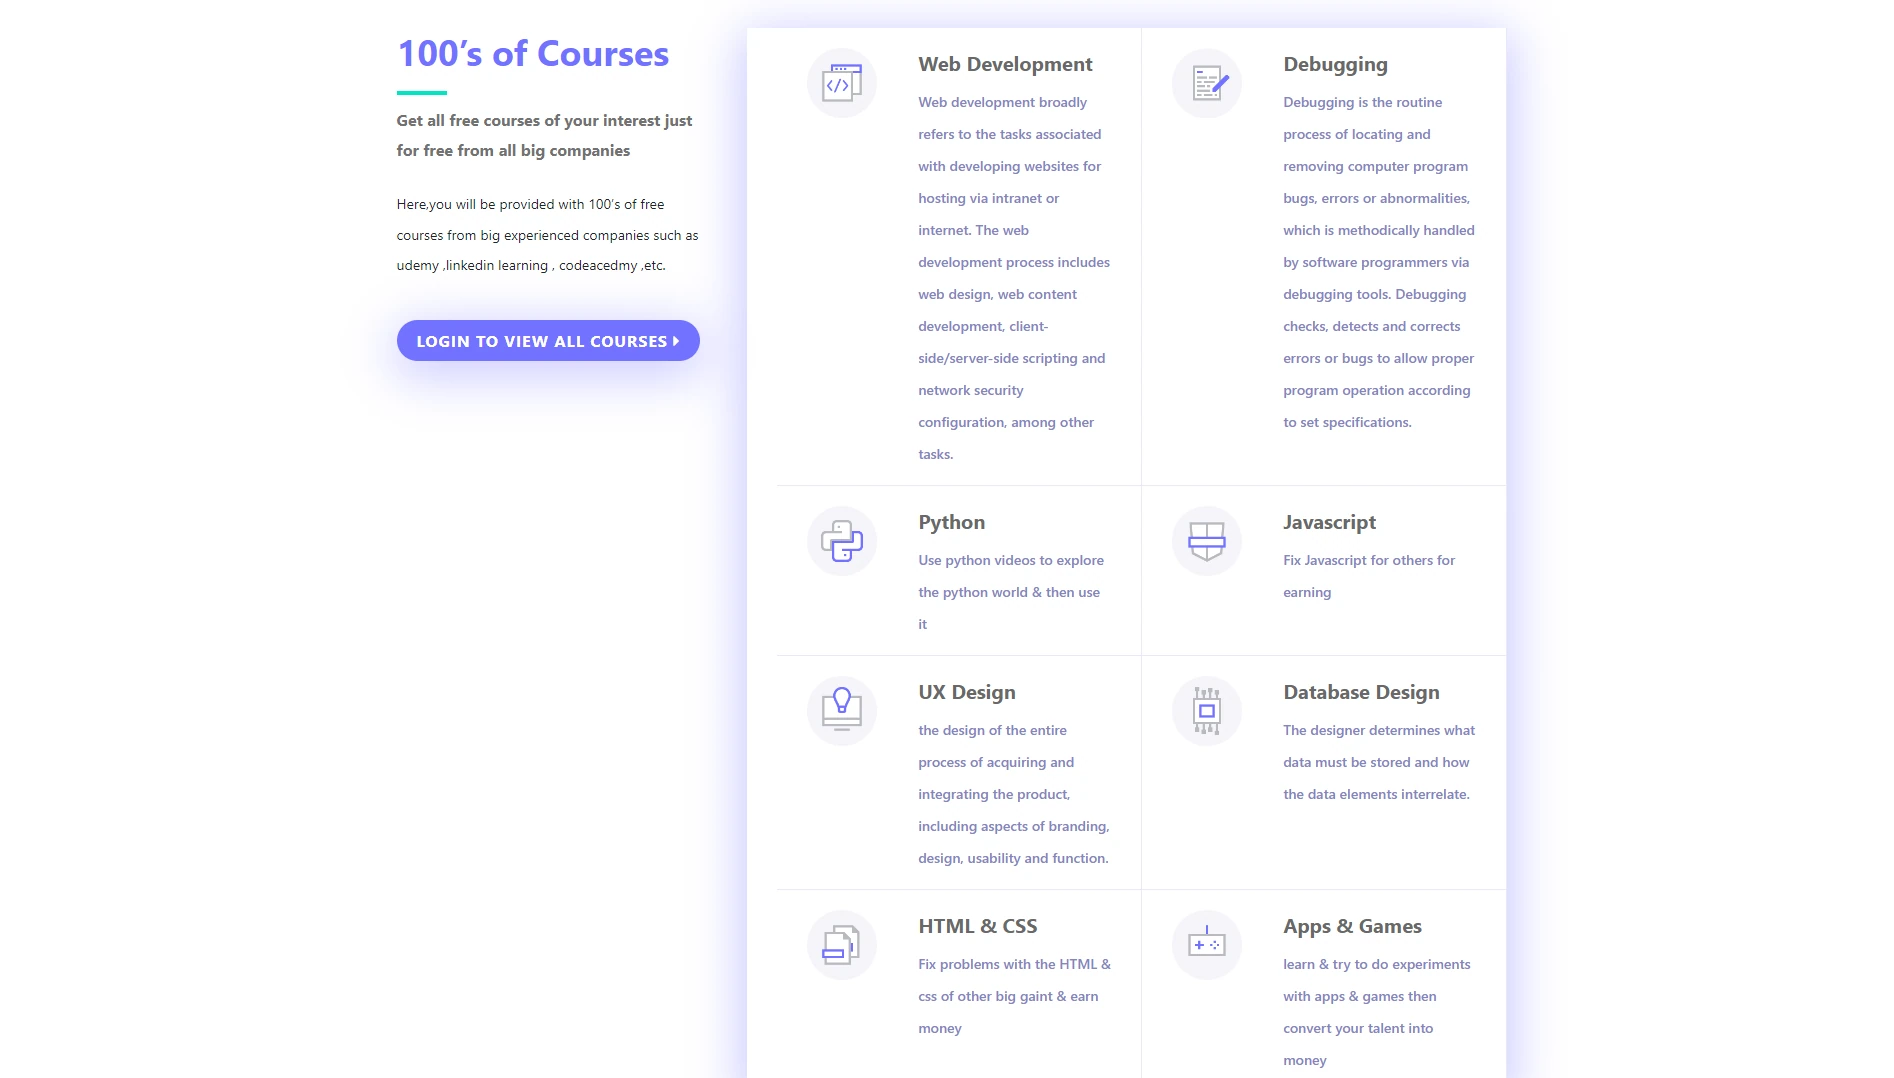 100’s of Courses
Get all free courses of your interest just
for free from all big companies
Here,you will be provided with 100's of free
courses from big experienced companies such as
udemy ,linkedin learning , codeacedmy ,etc.
LOGIN TO VIEW ALL COURSES
Web Development
Web development broadly
refers to the tasks associated
with developing websites for
hosting via intranet or
internet. The web
development process includes
web design, web content
development, client-
side/server-side scripting and
network security
configuration, among other
tasks.
Debugging
Debugging is the routine
process of locating and
removing computer program
bugs, errors or abnormalities,
which is methodically handled
by software programmers via
debugging tools. Debugging
checks, detects and corrects
errors or bugs to allow proper
program operation according
to set specifications.
Python
Use python videos to explore
the python world & then use
it
Javascript
Fix Javascript for others for
earning
UX Design
the design of the entire
process of acquiring and
integrating the product,
including aspects of branding,
design, usability and function.
Database Design
The designer determines what
data must be stored and how
the data elements interrelate.
HTML & CSS
Fix problems with the HTML &
css of other big gaint & earn
money
Apps & Games
learn & try to do experiments
with apps & games then
convert your talent into
money